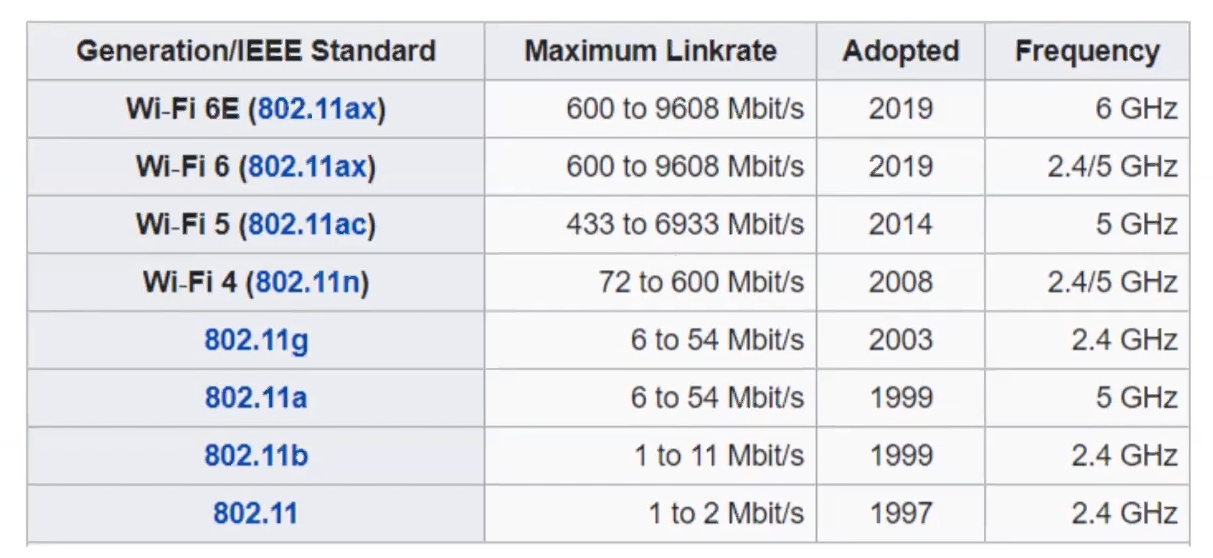 Generation/IEEE Standard Maximum Linkrate Adopted Frequency
Wi-Fi 6E (802.11ax) 600 to 9608 Mbit/s 2019 6 GHz
Wi-Fi 6 (802.11ax) 600 to 9608 Mbit/s 2019 2.4/5 GHz
Wi-Fi 5 (802.11ac) 433 to 6933 Mbit/s 2014 5 GHz
Wi-Fi 4 (802.11n) 72 to 600 Mbit/s 2008 2.4/5 GHz
802.11g 6 to 54 Mbit/s 2003 2.4 GHz
802.11a 6 to 54 Mbit/s 1999 5 GHz
802.11b 1 to 11 Mbit/s 1999 2.4 GHz
802.11 1 to 2 Mbit/s 1997 2.4 GHz